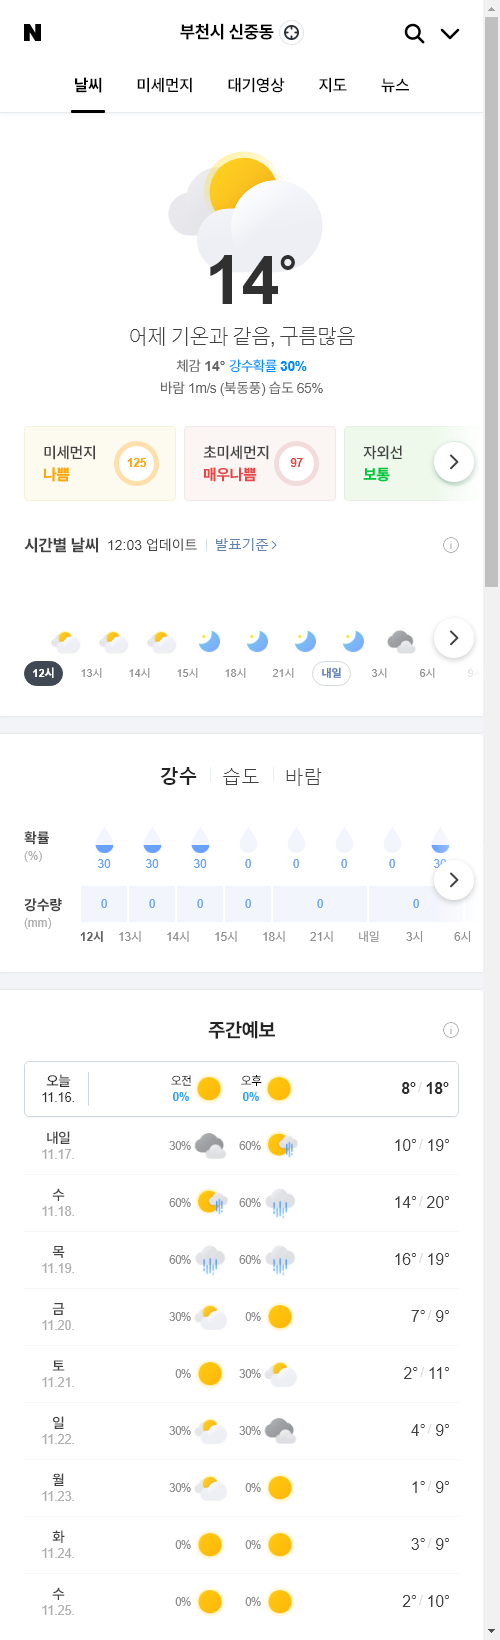 N
부천시 신중동
날씨 미세먼지 대기영상 지도 뉴스
14°
어제 기온과 같음, 구름많음
체감 14° 강수확률 30%
바람 1m/s (북동풍) 습도 65%
미세먼지 나쁨 125
초미세먼지 매우나쁨 97
자외선 보통
시간별 날씨 12:03 업데이트 발표기준
12시 13시 14시 15시 18시 21시 내일 3시 6시
강수 습도 바람
확률 (%) 30 30 30 0 0 0 0 30
강수량 (mm) 0 0 0 0 0 0
12시 13시 14시 15시 18시 21시 내일 3시 6시
주간예보
오늘 11.16. 오전 0% 오후 0% 8° / 18°
내일 11.17. 30% 60% 10° / 19°
수 11.18. 60% 60% 14° / 20°
목 11.19. 60% 60% 16° / 19°
금 11.20. 30% 0% 7° / 9°
토 11.21. 0% 30% 2° / 11°
일 11.22. 30% 30% 4° / 9°
월 11.23. 30% 0% 1° / 9°
화 11.24. 0% 0% 3° / 9°
수 11.25. 0% 0% 2° / 10°